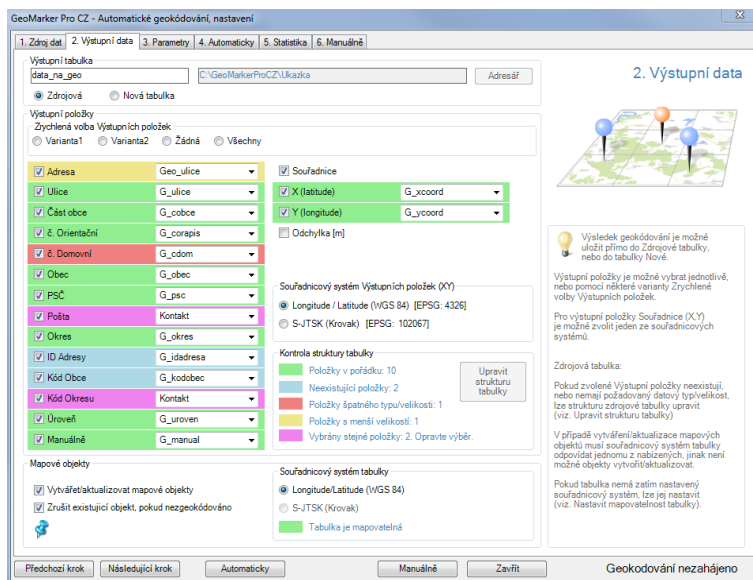 GeoMarker Pro CZ - Automatické geokódování, nastavení
1. Zdroj dat
2. Výstupní data
3. Parametry
4. Automaticky
5. Statistika
6. Manuálně
Výstupní tabulka
data_na_geo
C:\GeoMarkerProCZ\Ukazka
Adresář
Zdrojová
Nová tabulka
Výstupní položky
Zrychlená volba Výstupních položek
Varianta1
Varianta2
Žádná
Všechny
Adresa
Geo_ulice
Ulice
G_ulice
Část obce
G_cobce
č. Orientační
G_corapis
č. Domovní
G_cdom
Obec
G_obec
PSČ
G_psc
Pošta
Kontakt
Okres
G_okres
ID Adresy
G_idadresa
Kód Obce
G_kodobec
Kód Okresu
Kontakt
Úroveň
G_uroven
Manuálně
G_manual
Souřadnice
X (latitude)
G_xcoord
Y (longitude)
G_ycoord
Odchylka [m]
Souřadnicový systém Výstupních položek (XY)
Longitude / Latitude (WGS 84) [EPSG: 4326]
S-JTSK (Krovak) [EPSG: 102067]
Kontrola struktury tabulky
Položky v pořádku: 10
Neexistující položky: 2
Položky špatného typu/velikosti: 1
Položky s menší velikostí: 1
Vybrány stejné položky: 2. Opravte výběr.
Upravit
strukturu
tabulky
Mapové objekty
Vytvářet/aktualizovat mapové objekty
Zrušit existující objekt, pokud nezgeokódováno
Souřadnicový systém tabulky
Longitude/Latitude (WGS 84)
S-JTSK (Krovak)
Tabulka je mapovatelná
2. Výstupní data
Výsledek geokódování je možné
uložit přímo do Zdrojové tabulky,
nebo do tabulky Nové.
Výstupní položky je možné vybrat jednotlivě,
nebo pomocí některé varianty Zrychlené
volby Výstupních položek.
Pro výstupní položky Souřadnice (X,Y)
je možné zvolit jeden ze souřadnicových
systémů.
Zdrojová tabulka:
Pokud zvolené Výstupní položky neexistují,
nebo nemají požadovaný datový typ/velikost,
lze strukturu zdrojové tabulky upravit
(viz. Upravit strukturu tabulky)
V případě vytváření/aktualizace mapových
objektů musí souřadnicový systém tabulky
odpovídat jednomu z nabízených, jinak není
možné objekty vytvořit/aktualizovat.
Pokud tabulka nemá zatím nastavený
souřadnicový systém, lze jej nastavit
(viz. Nastavit mapovatelnost tabulky).
Předchozí krok
Následující krok
Automaticky
Manuálně
Zavřít
Geokodování nezahájeno